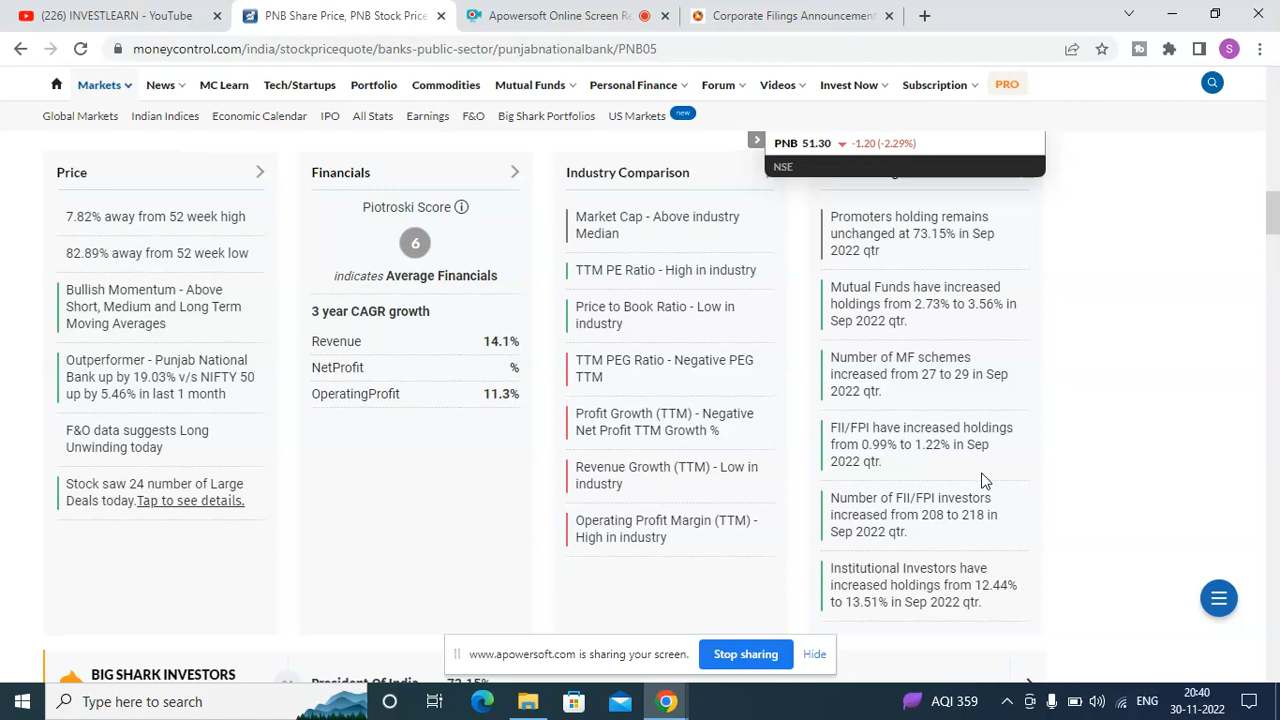 (226) INVESTLEARN - YouTube
PNB Share Price, PNB Stock Price
Apowersoft Online Screen Re
Corporate Filings Announcement
moneycontrol.com/india/stockpricequote/banks-public-sector/punjabnationalbank/PNB05
S
Markets News MC Learn Tech/Startups Portfolio Commodities Mutual Funds Personal Finance Forum Videos Invest Now Subscription PRO
Global Markets Indian Indices Economic Calendar IPO All Stats Earnings F&O Big Shark Portfolios US Markets new
PNB 51.30 -1.20 (-2.29%)
NSE
Price
7.82% away from 52 week high
82.89% away from 52 week low
Bullish Momentum - Above
Short, Medium and Long Term
Moving Averages
Outperformer - Punjab National
Bank up by 19.03% v/s NIFTY 50
up by 5.46% in last 1 month
F&O data suggests Long
Unwinding today
Stock saw 24 number of Large
Deals today.Tap to see details.
Financials
Piotroski Score
6
indicates Average Financials
3 year CAGR growth
Revenue 14.1%
NetProfit %
OperatingProfit 11.3%
Industry Comparison
Market Cap - Above industry
Median
TTM PE Ratio - High in industry
Price to Book Ratio - Low in
industry
TTM PEG Ratio - Negative PEG
TTM
Profit Growth (TTM) - Negative
Net Profit TTM Growth %
Revenue Growth (TTM) - Low in
industry
Operating Profit Margin (TTM) -
High in industry
Promoters holding remains
unchanged at 73.15% in Sep
2022 qtr
Mutual Funds have increased
holdings from 2.73% to 3.56% in
Sep 2022 qtr.
Number of MF schemes
increased from 27 to 29 in Sep
2022 qtr.
FII/FPI have increased holdings
from 0.99% to 1.22% in Sep
2022 qtr.
Number of FII/FPI investors
increased from 208 to 218 in
Sep 2022 qtr.
Institutional Investors have
increased holdings from 12.44%
to 13.51% in Sep 2022 qtr.
www.apowersoft.com is sharing your screen. Stop sharing Hide
BIG SHARK INVESTORS
President Of India 73.15%
Type here to search
AQI 359
ENG
20:40
30-11-2022